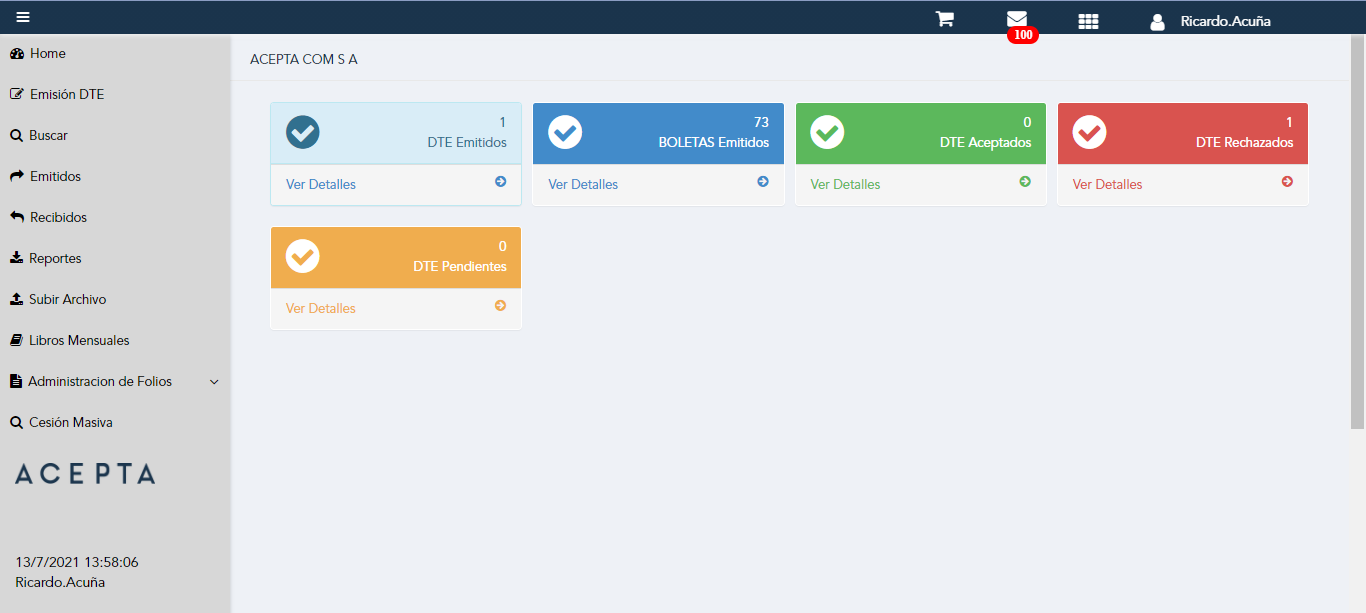 Ricardo.Acuña
100
Home
Emisión DTE
Buscar
Emitidos
Recibidos
Reportes
Subir Archivo
Libros Mensuales
Administracion de Folios
Cesión Masiva
ACEPTA
13/7/2021 13:58:06
Ricardo.Acuña
ACEPTA COM S A
1
DTE Emitidos
Ver Detalles
73
BOLETAS Emitidos
Ver Detalles
0
DTE Aceptados
Ver Detalles
1
DTE Rechazados
Ver Detalles
0
DTE Pendientes
Ver Detalles